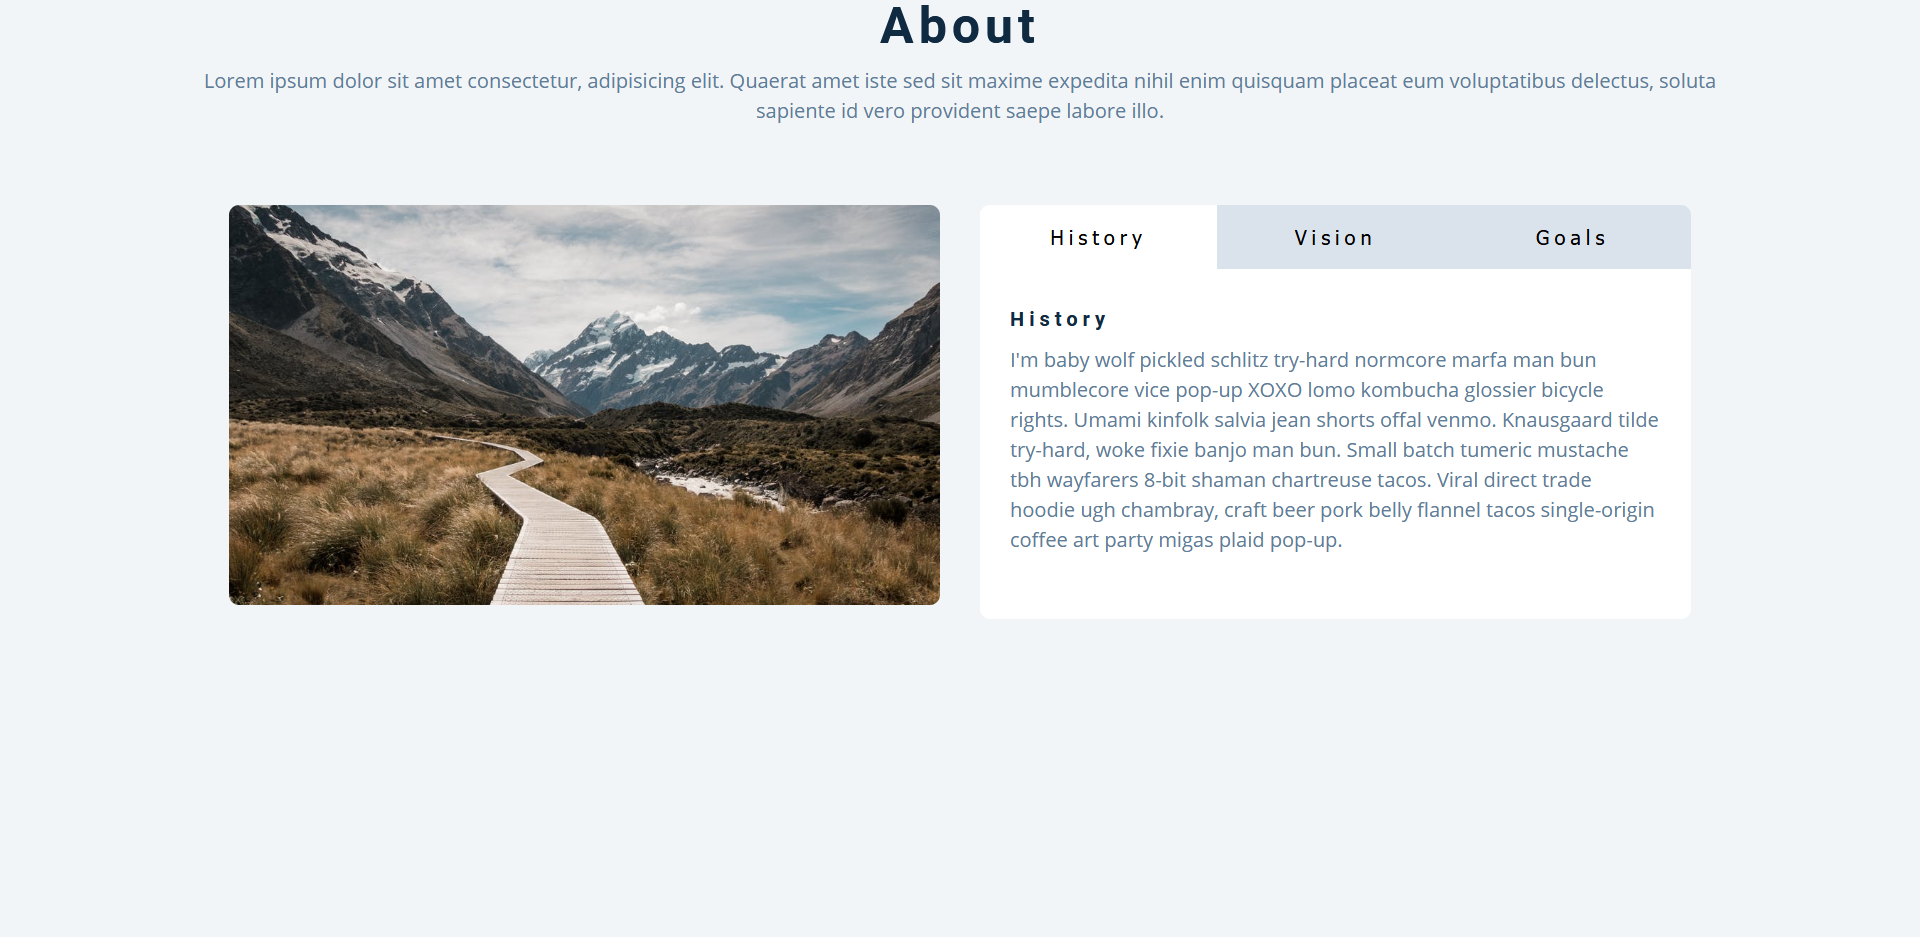 About
Lorem ipsum dolor sit amet consectetur, adipisicing elit. Quaerat amet iste sed sit maxime expedita nihil enim quisquam placeat eum voluptatibus delectus, soluta
sapiente id vero provident saepe labore illo.
History
Vision
Goals
History
I'm baby wolf pickled schlitz try-hard normcore marfa man bun
mumblecore vice pop-up XOXO lomo kombucha glossier bicycle
rights. Umami kinfolk salvia jean shorts offal venmo. Knausgaard tilde
try-hard, woke fixie banjo man bun. Small batch tumeric mustache
tbh wayfarers 8-bit shaman chartreuse tacos. Viral direct trade
hoodie ugh chambray, craft beer pork belly flannel tacos single-origin
coffee art party migas plaid pop-up.